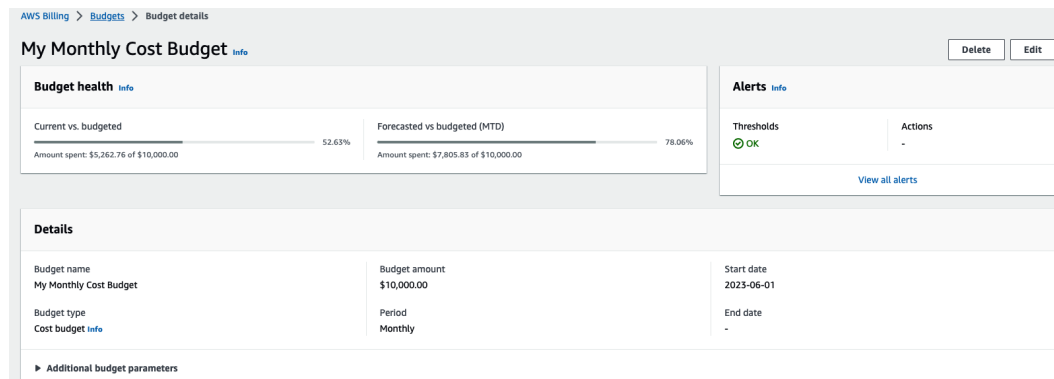 AWS Billing > Budgets > Budget details
My Monthly Cost Budget Info
Delete Edit
Budget health Info
Current vs. budgeted
52.63%
Amount spent: $5,262.76 of $10,000.00
Forecasted vs budgeted (MTD)
78.06%
Amount spent: $7,805.83 of $10,000.00
Alerts Info
Thresholds
OK
Actions
-
View all alerts
Details
Budget name
My Monthly Cost Budget
Budget type
Cost budget Info
Budget amount
$10,000.00
Period
Monthly
Start date
2023-06-01
End date
-
Additional budget parameters